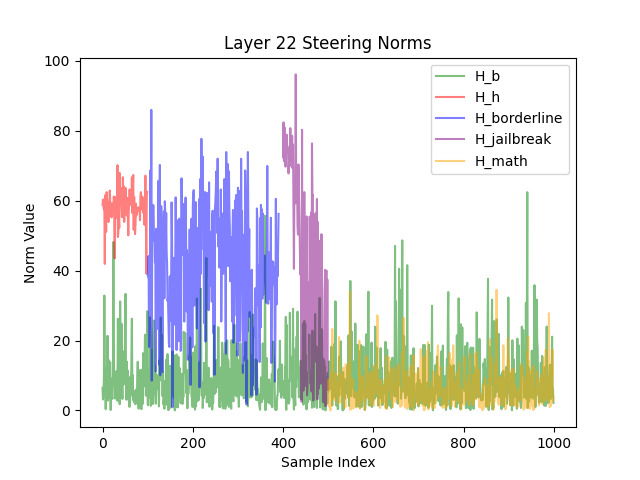 Layer 22 Steering Norms
100
80
60
40
20
0
Norm Value
H_b
H_h
H_borderline
H_jailbreak
H_math
0 200 400 600 800 1000
Sample Index